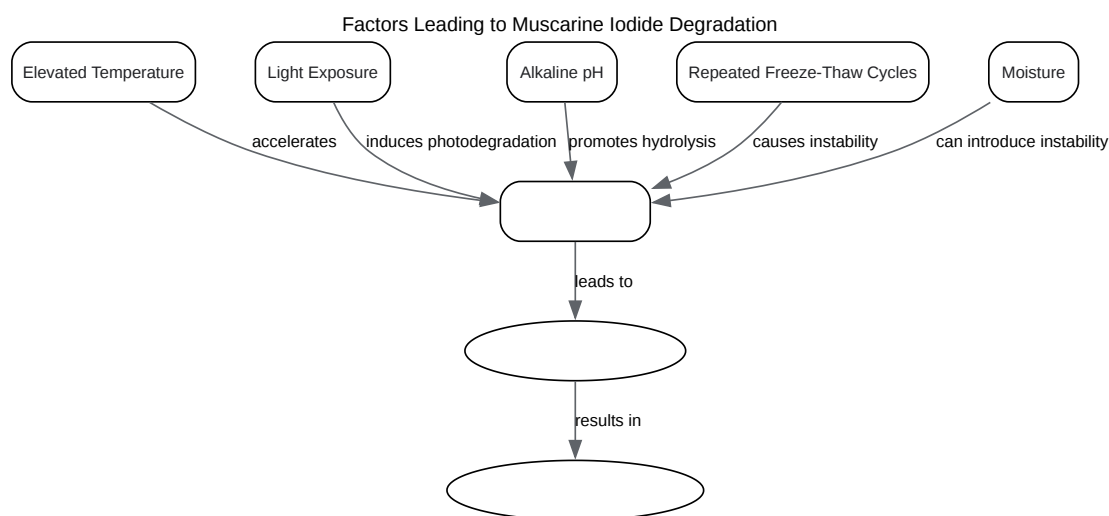 Factors Leading to Muscarine Iodide Degradation
Elevated Temperature
Light Exposure
Alkaline pH
Repeated Freeze-Thaw Cycles
Moisture
accelerates
induces photodegradation
promotes hydrolysis
causes instability
can introduce instability
leads to
results in